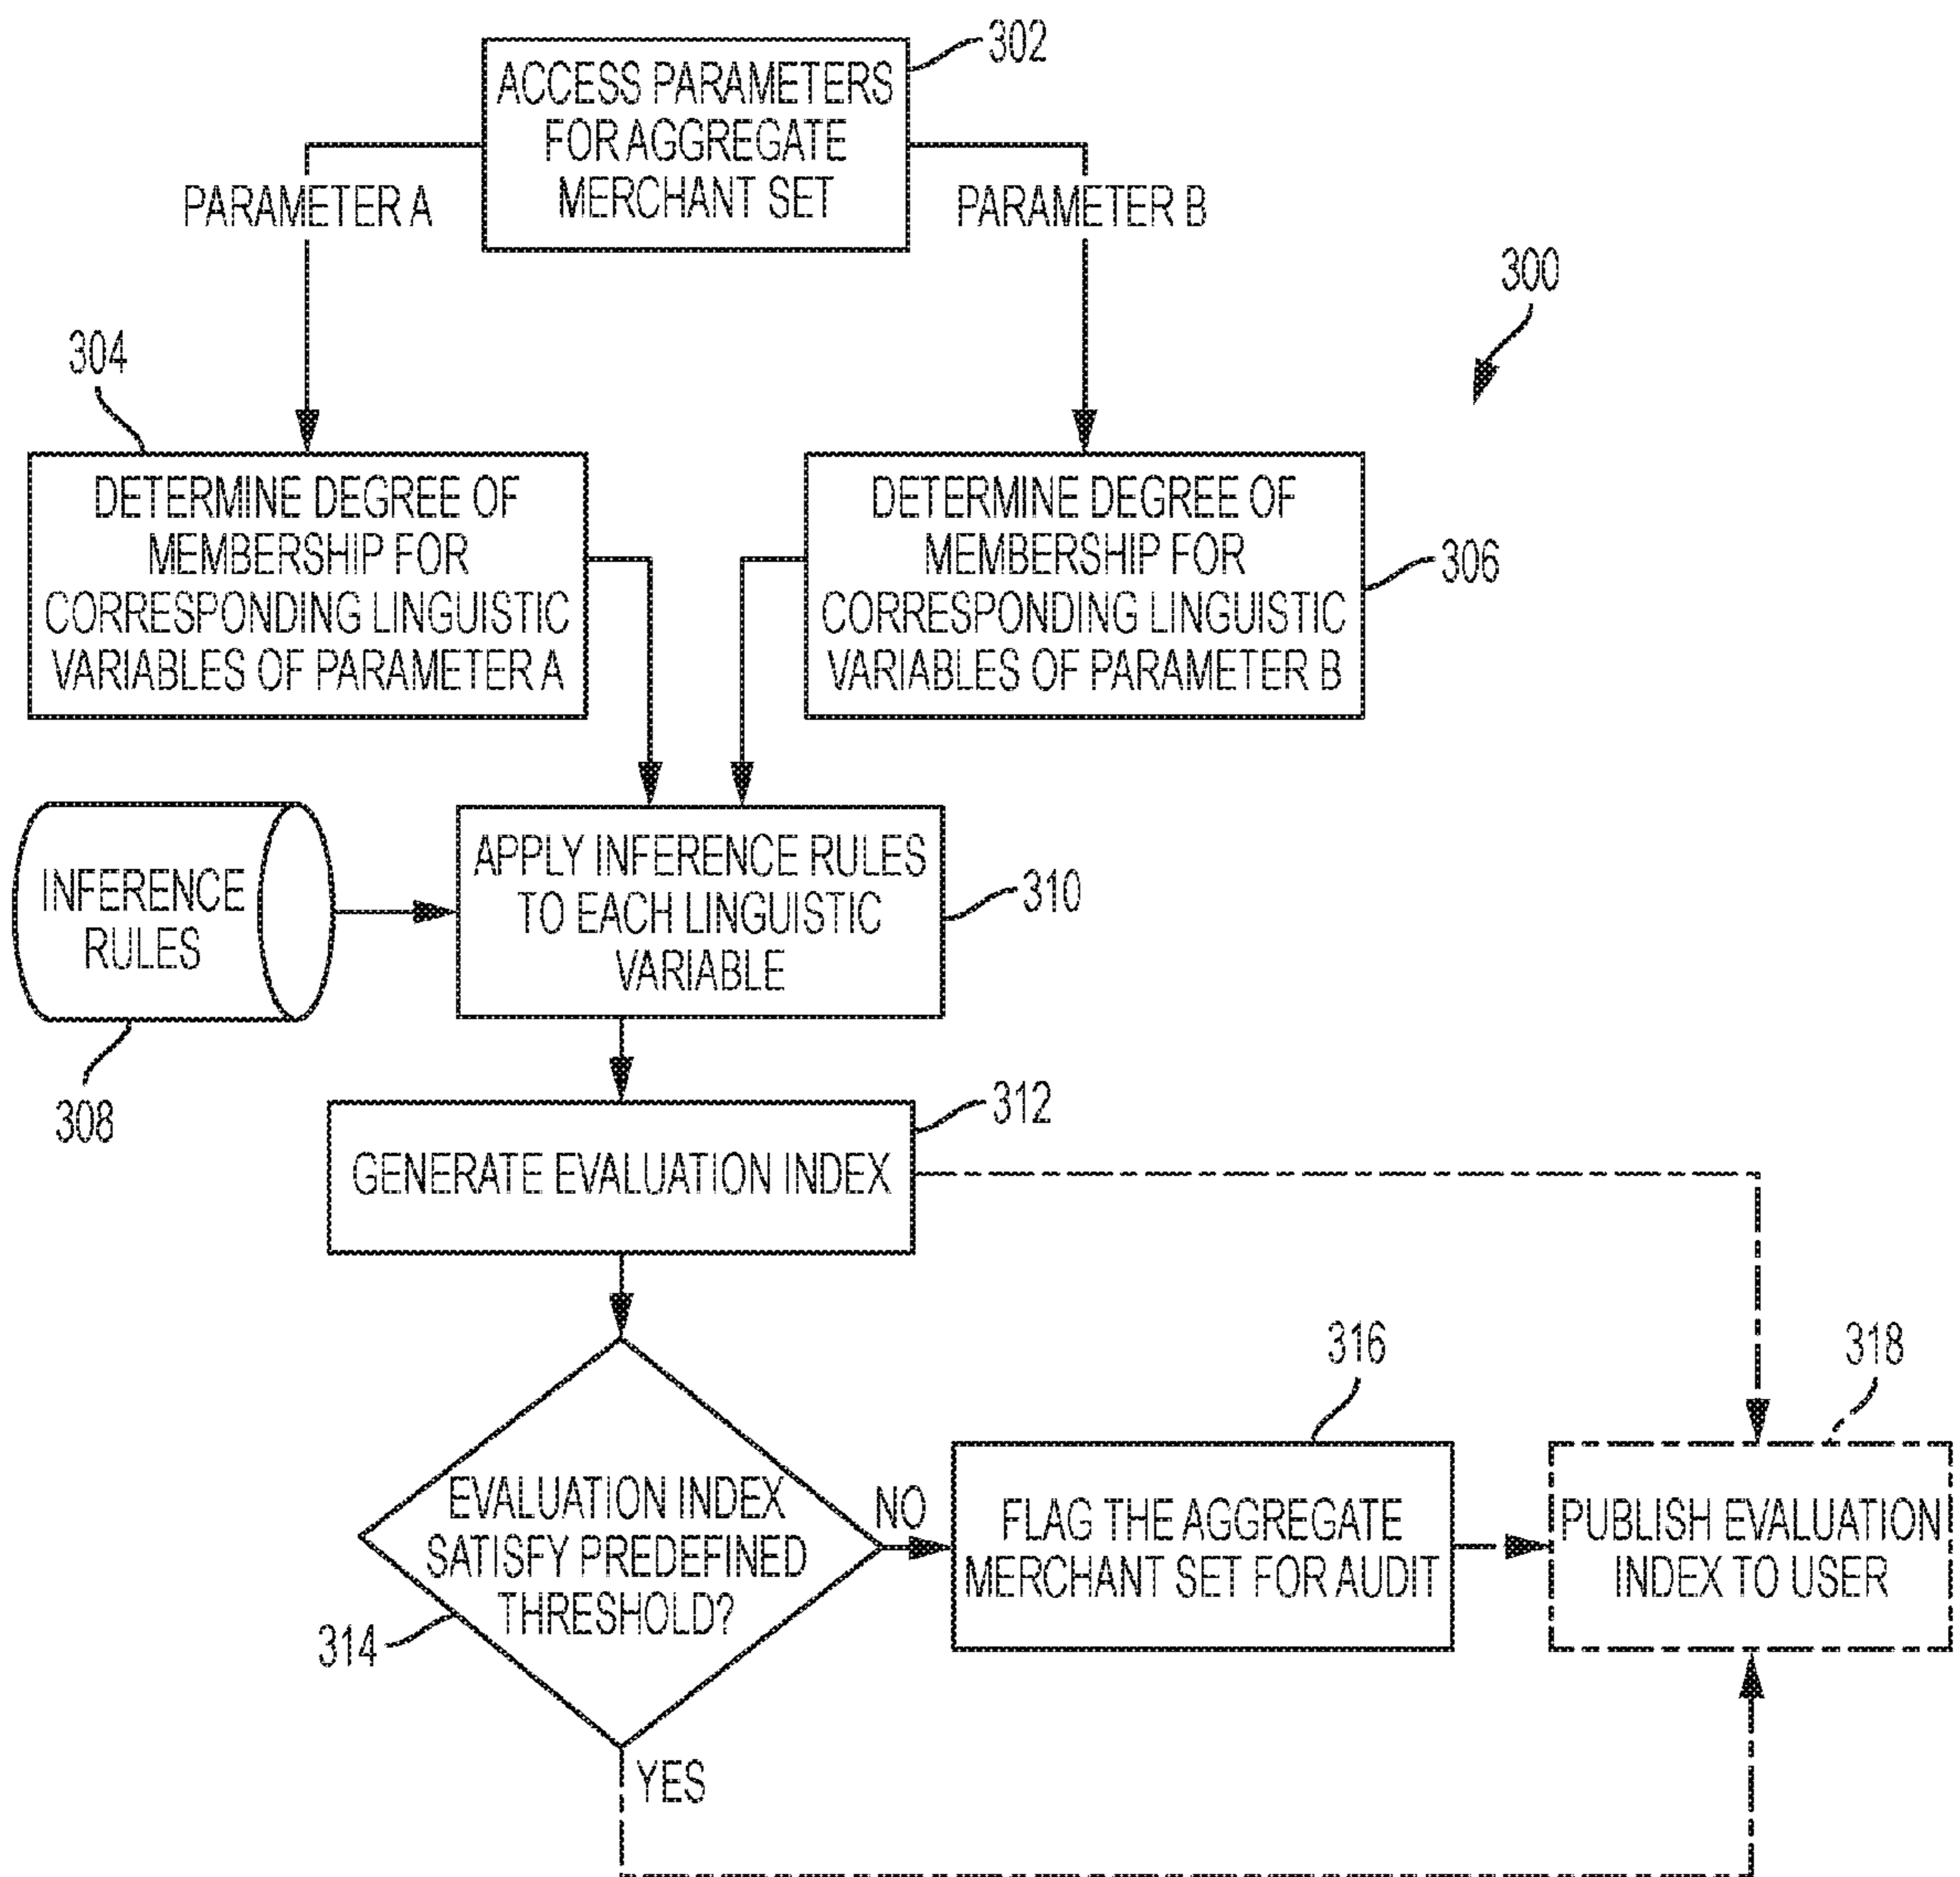 302
ACCESS PARAMETERS
FOR AGGREGATE
MERCHANT SET
PARAMETER A
PARAMETER B
300
304
DETERMINE DEGREE OF
MEMBERSHIP FOR
CORRESPONDING LINGUISTIC
VARIABLES OF PARAMETER A
DETERMINE DEGREE OF
MEMBERSHIP FOR
CORRESPONDING LINGUISTIC
VARIABLES OF PARAMETER B
306
INFERENCE
RULES
308
APPLY INFERENCE RULES
TO EACH LINGUISTIC
VARIABLE
310
312
GENERATE EVALUATION INDEX
EVALUATION INDEX
SATISFY PREDEFINED
THRESHOLD?
314
NO
YES
316
FLAG THE AGGREGATE
MERCHANT SET FOR AUDIT
318
PUBLISH EVALUATION
INDEX TO USER